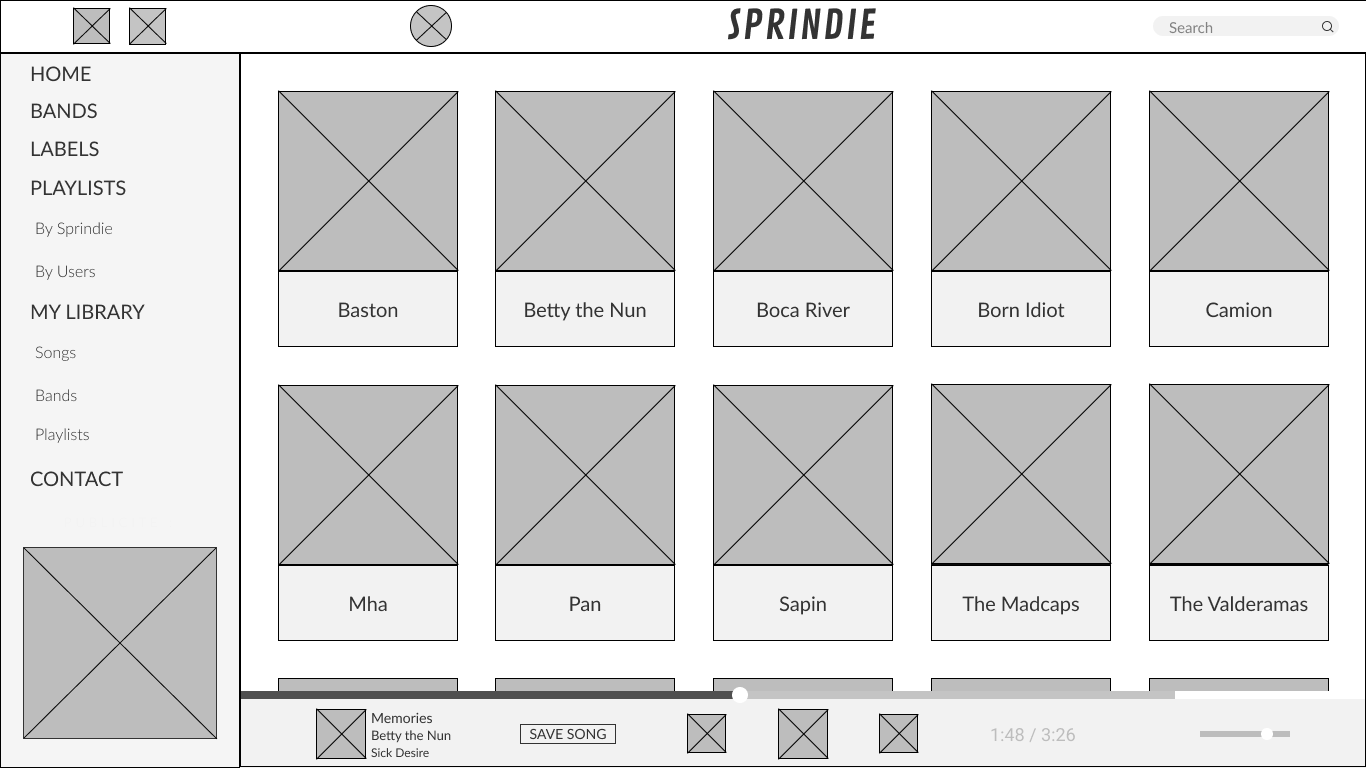 SPRINDIE
Search
HOME
BANDS
LABELS
PLAYLISTS
By Sprindie
By Users
MY LIBRARY
Songs
Bands
Playlists
CONTACT
Baston
Betty the Nun
Boca River
Born Idiot
Camion
Mha
Pan
Sapin
The Madcaps
The Valderamas
Memories
Betty the Nun
Sick Desire
SAVE SONG
1:48 / 3:26